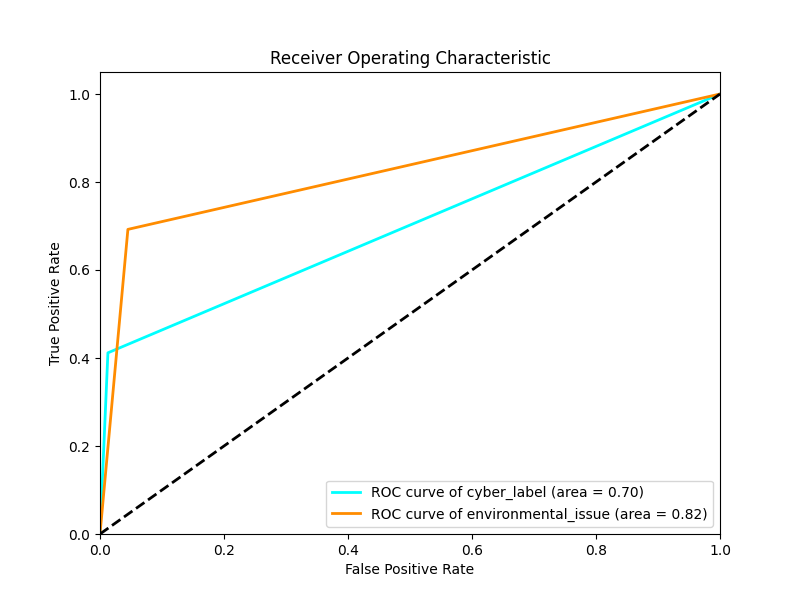 Receiver Operating Characteristic
True Positive Rate
1.0
0.8
0.6
0.4
0.2
0.0
ROC curve of cyber_label (area = 0.70)
ROC curve of environmental_issue (area = 0.82)
0.0 0.2 0.4 0.6 0.8 1.0
False Positive Rate